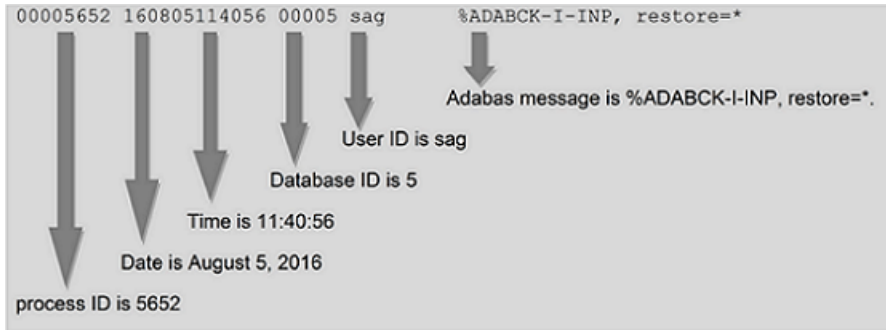 00005652 160805114056 00005 sag %ADABCK-I-INP, restore=*
Adabas message is %ADABCK-I-INP, restore=*.
User ID is sag
Database ID is 5
Time is 11:40:56
Date is August 5, 2016
process ID is 5652